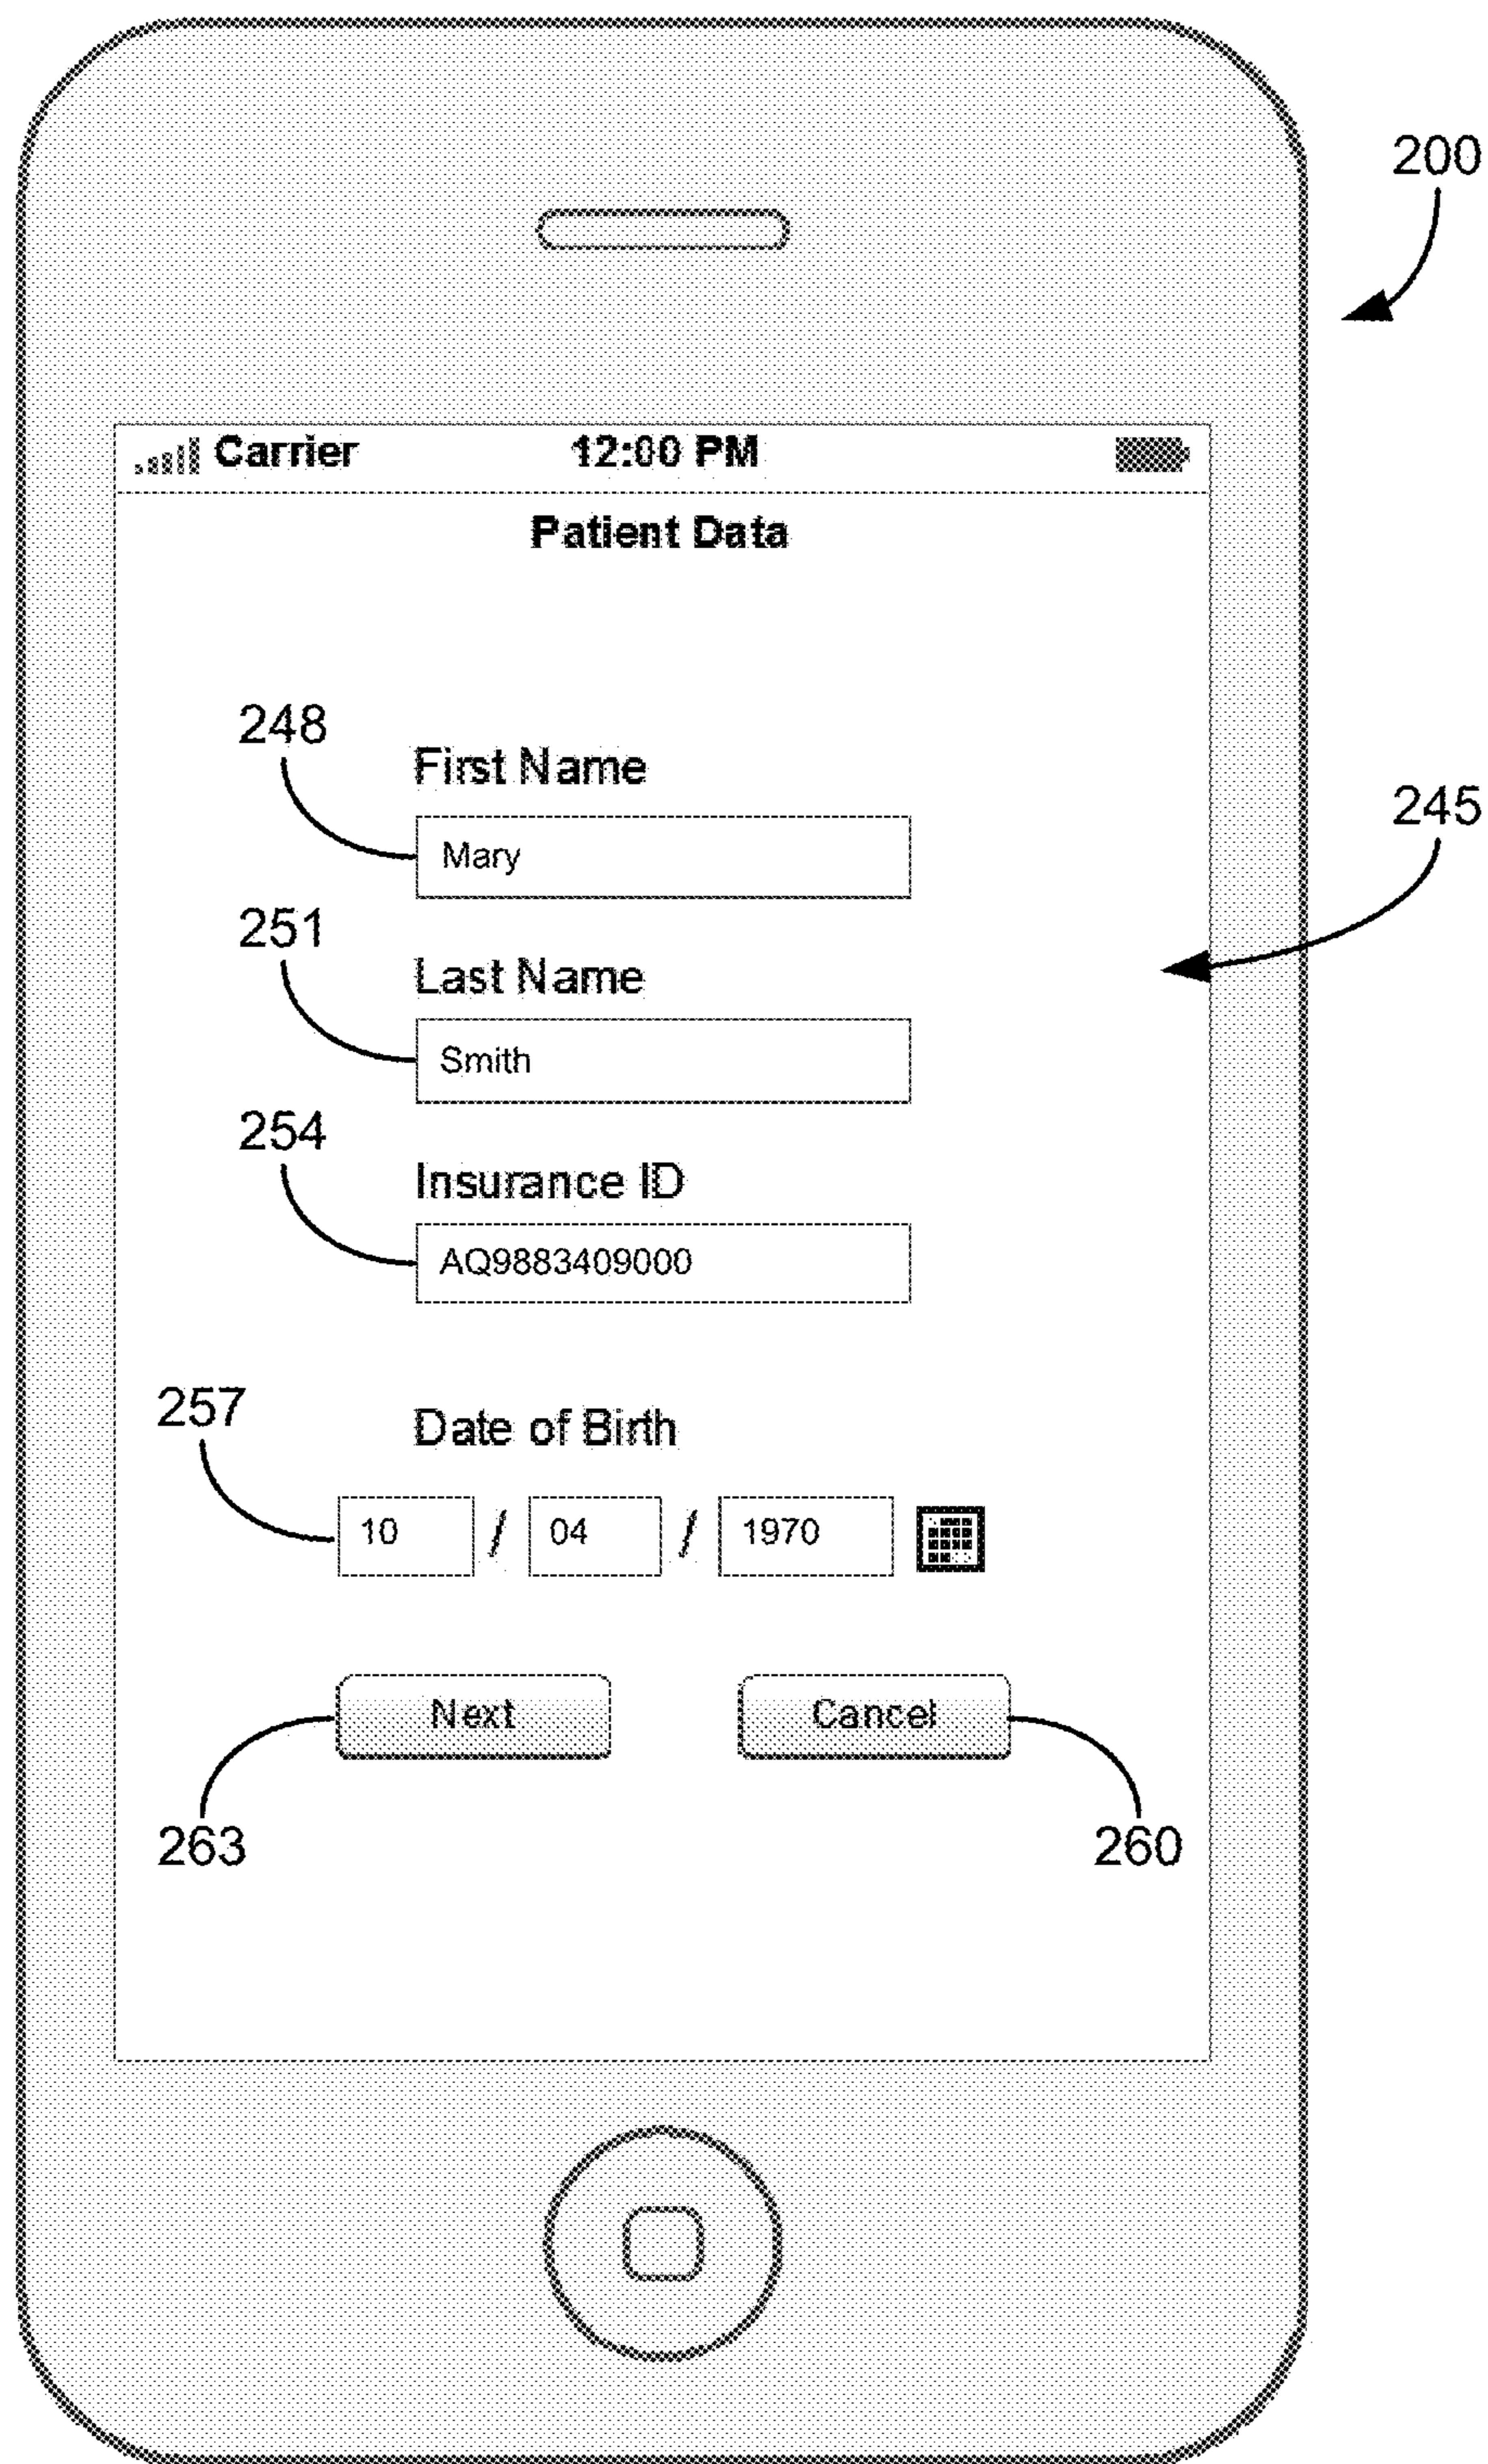 200
Carrier 12:00 PM
Patient Data
248
First Name
Mary
245
251
Last Name
Smith
254
Insurance ID
AQ9883409000
257
Date of Birth
10 / 04 / 1970
Next Cancel
263 260